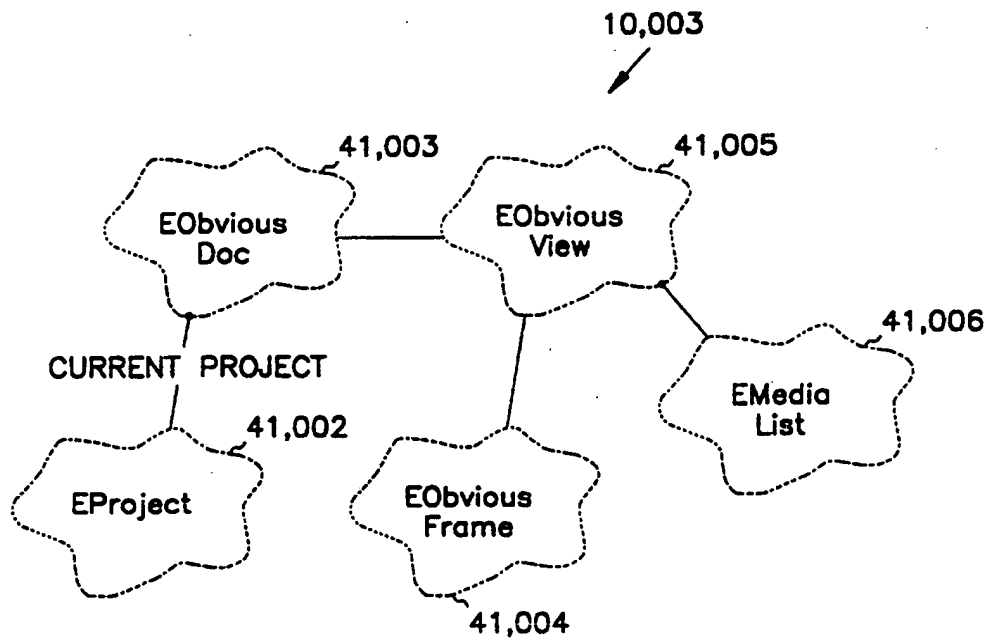 10,003
41,003
41,005
EObvious
Doc
EObvious
View
41,006
CURRENT PROJECT
EMedia
List
41,002
EProject
EObvious
Frame
41,004